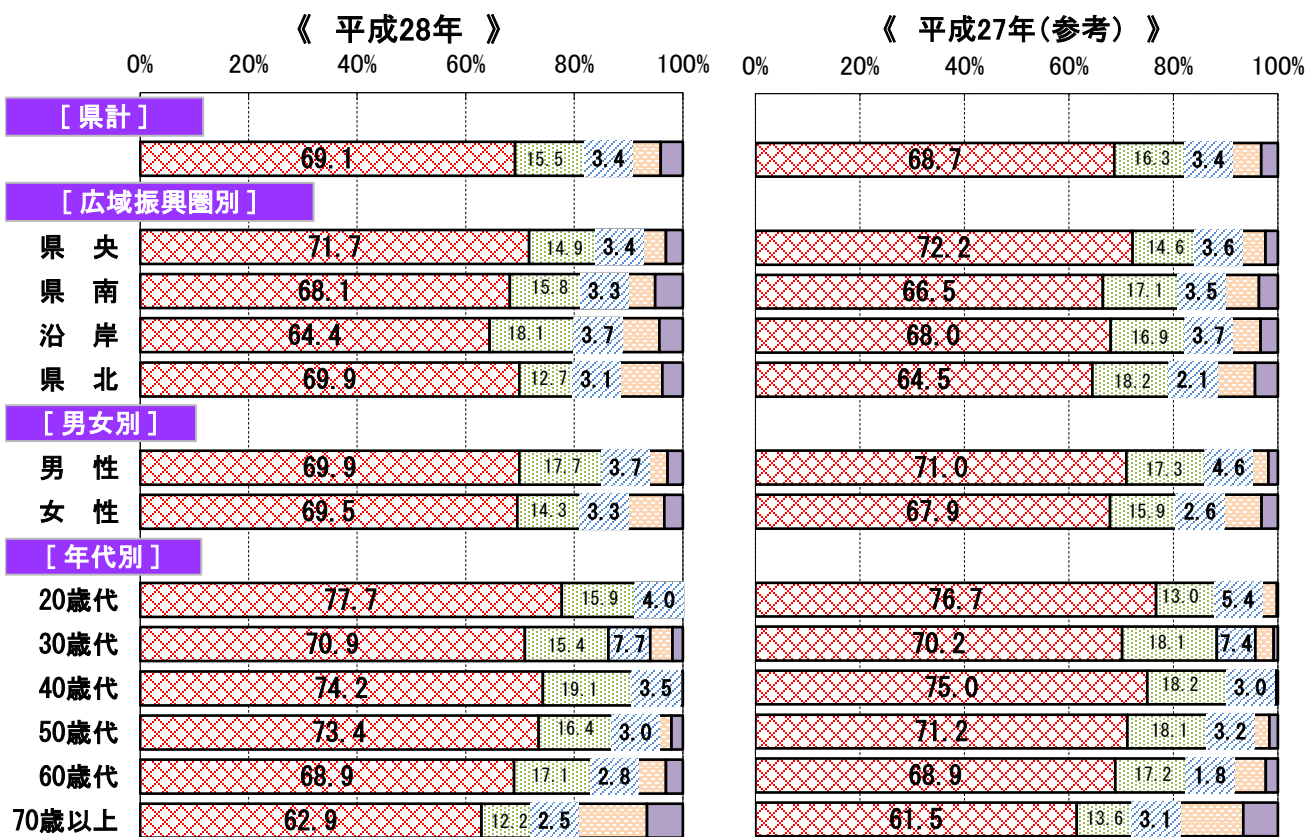 《 平成28年 》 《 平成27年(参考) 》
0% 20% 40% 60% 80% 100% 0% 20% 40% 60% 80% 100%
[ 県計 ]
69.1 15.5 3.4 68.7 16.3 3.4
[ 広域振興圏別 ]
県 央 71.7 14.9 3.4 72.2 14.6 3.6
県 南 68.1 15.8 3.3 66.5 17.1 3.5
沿 岸 64.4 18.1 3.7 68.0 16.9 3.7
県 北 69.9 12.7 3.1 64.5 18.2 2.1
[ 男女別 ]
男 性 69.9 17.7 3.7 71.0 17.3 4.6
女 性 69.5 14.3 3.3 67.9 15.9 2.6
[ 年代別 ]
20歳代 77.7 15.9 4.0 76.7 13.0 5.4
30歳代 70.9 15.4 7.7 70.2 18.1 7.4
40歳代 74.2 19.1 3.5 75.0 18.2 3.0
50歳代 73.4 16.4 3.0 71.2 18.1 3.2
60歳代 68.9 17.1 2.8 68.9 17.2 1.8
70歳以上 62.9 12.2 2.5 61.5 13.6 3.1